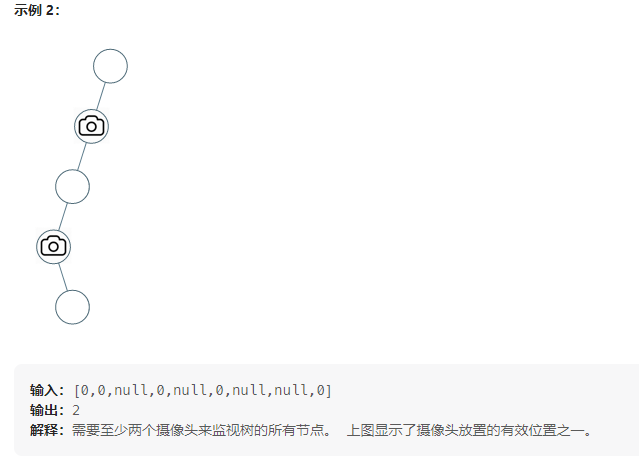 示例 2：
输入：[0,0,null,0,null,0,null,null,0]
输出：2
解释：需要至少两个摄像头来监视树的所有节点。 上图显示了摄像头放置的有效位置之一。